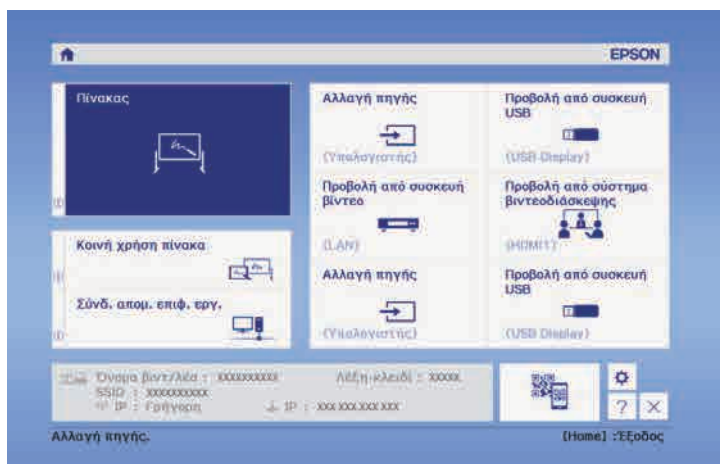 EPSON
Πίνακας
Κοινή χρήση πίνακα
Σύνδ. απομ. επιφ. εργ.
Αλλαγή πηγής
(Υπολογιστής)
Προβολή από συσκευή
USB
(USB Display)
Προβολή από συσκευή
βίντεο
(LAN)
Προβολή από σύστημα
βιντεοδιάσκεψης
(HDMI1)
Αλλαγή πηγής
(Υπολογιστής)
Προβολή από συσκευή
USB
(USB Display)
Όνομα βιντ/λέα : XXXXXXXXXX Λέξη-κλειδί : XXXXX
SSID : XXXXXXXXXX
IP : Γρήγορη IP : XXX.XXX.XXX.XXX
?
Αλλαγή πηγής. [Home] :Έξοδος